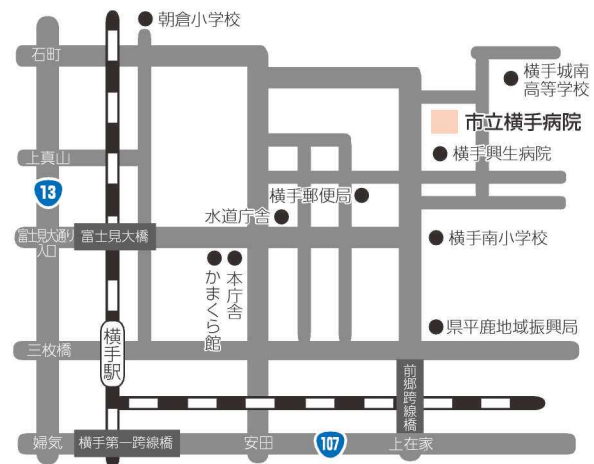 朝倉小学校
石町
横手城南
高等学校
市立横手病院
上真山
横手興生病院
13
横手郵便局
水道庁舎
富士見大通り
入口
富士見大橋
横手南小学校
本庁舎
かまくら館
県平鹿地域振興局
横手駅
三枚橋
前郷跨線橋
婦気
横手第一跨線橋
安田
107
上在家